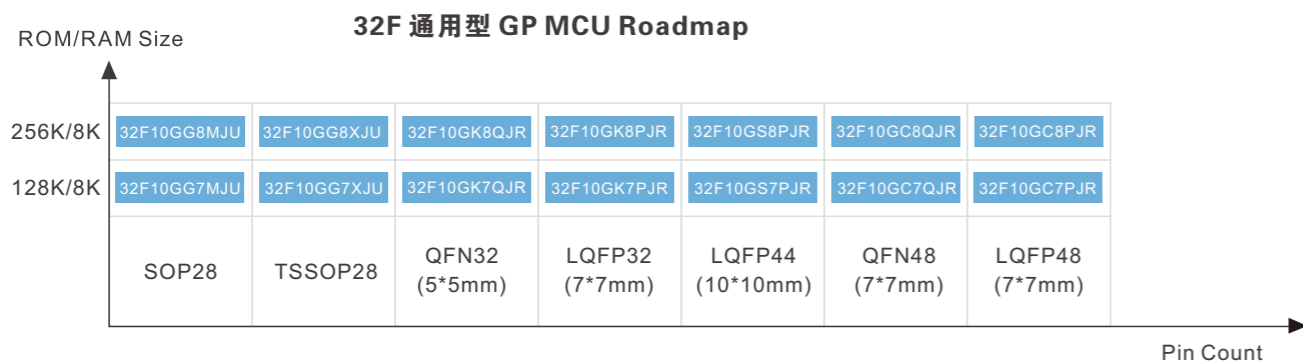 32F 通用型 GP MCU Roadmap
ROM/RAM Size
256K/8K 32F10GG8MJU 32F10GG8XJU 32F10GK8QJR 32F10GK8PJR 32F10GS8PJR 32F10GC8QJR 32F10GC8PJR
128K/8K 32F10GG7MJU 32F10GG7XJU 32F10GK7QJR 32F10GK7PJR 32F10GS7PJR 32F10GC7QJR 32F10GC7PJR
SOP28 TSSOP28 QFN32 LQFP32 LQFP44 QFN48 LQFP48
(5*5mm) (7*7mm) (10*10mm) (7*7mm) (7*7mm)
Pin Count